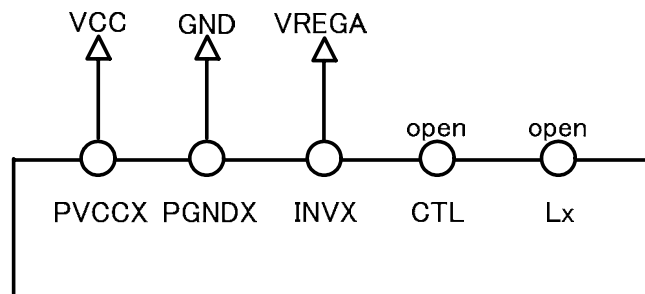 VCC GND VREGA
open open
PVCCX PGNDX INVX CTL Lx